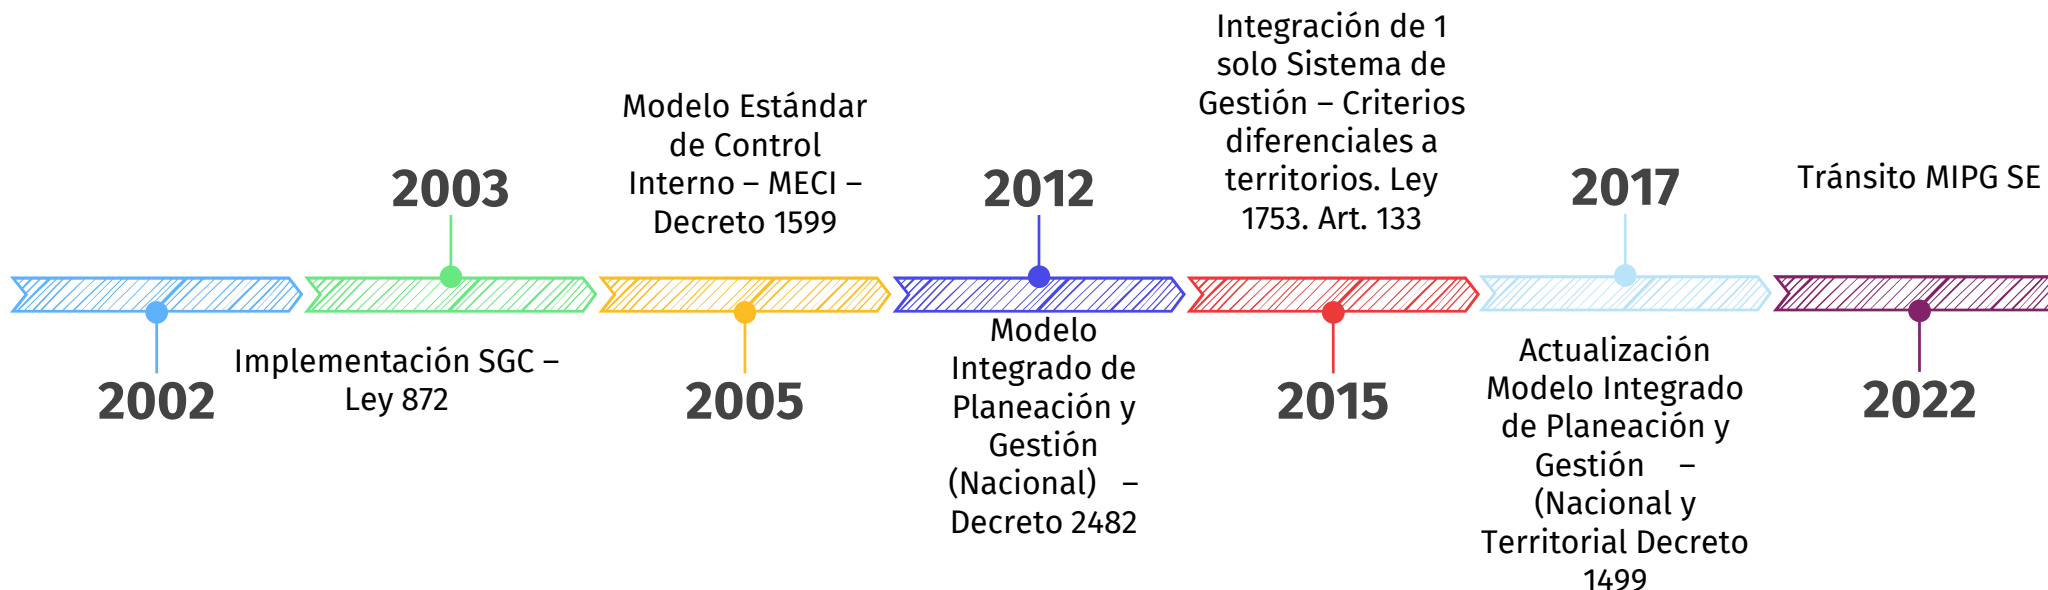 2002
2003
Implementación SGC –
Ley 872
Modelo Estándar
de Control
Interno – MECI –
Decreto 1599
2005
2012
Modelo
Integrado de
Planeación y
Gestión
(Nacional) –
Decreto 2482
Integración de 1
solo Sistema de
Gestión – Criterios
diferenciales a
territorios. Ley
1753. Art. 133
2015
2017
Actualización
Modelo Integrado
de Planeación y
Gestión –
(Nacional y
Territorial Decreto
1499
Tránsito MIPG SE
2022